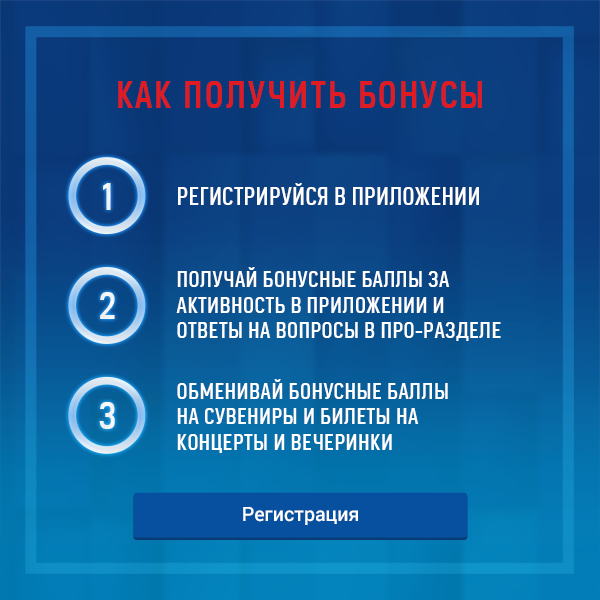 КАК ПОЛУЧИТЬ БОНУСЫ
1
РЕГИСТРИРУЙСЯ В ПРИЛОЖЕНИИ
2
ПОЛУЧАЙ БОНУСНЫЕ БАЛЛЫ ЗА
АКТИВНОСТЬ В ПРИЛОЖЕНИИ И
ОТВЕТЫ НА ВОПРОСЫ В ПРО-РАЗДЕЛЕ
3
ОБМЕНИВАЙ БОНУСНЫЕ БАЛЛЫ
НА СУВЕНИРЫ И БИЛЕТЫ НА
КОНЦЕРТЫ И ВЕЧЕРИНКИ
Регистрация